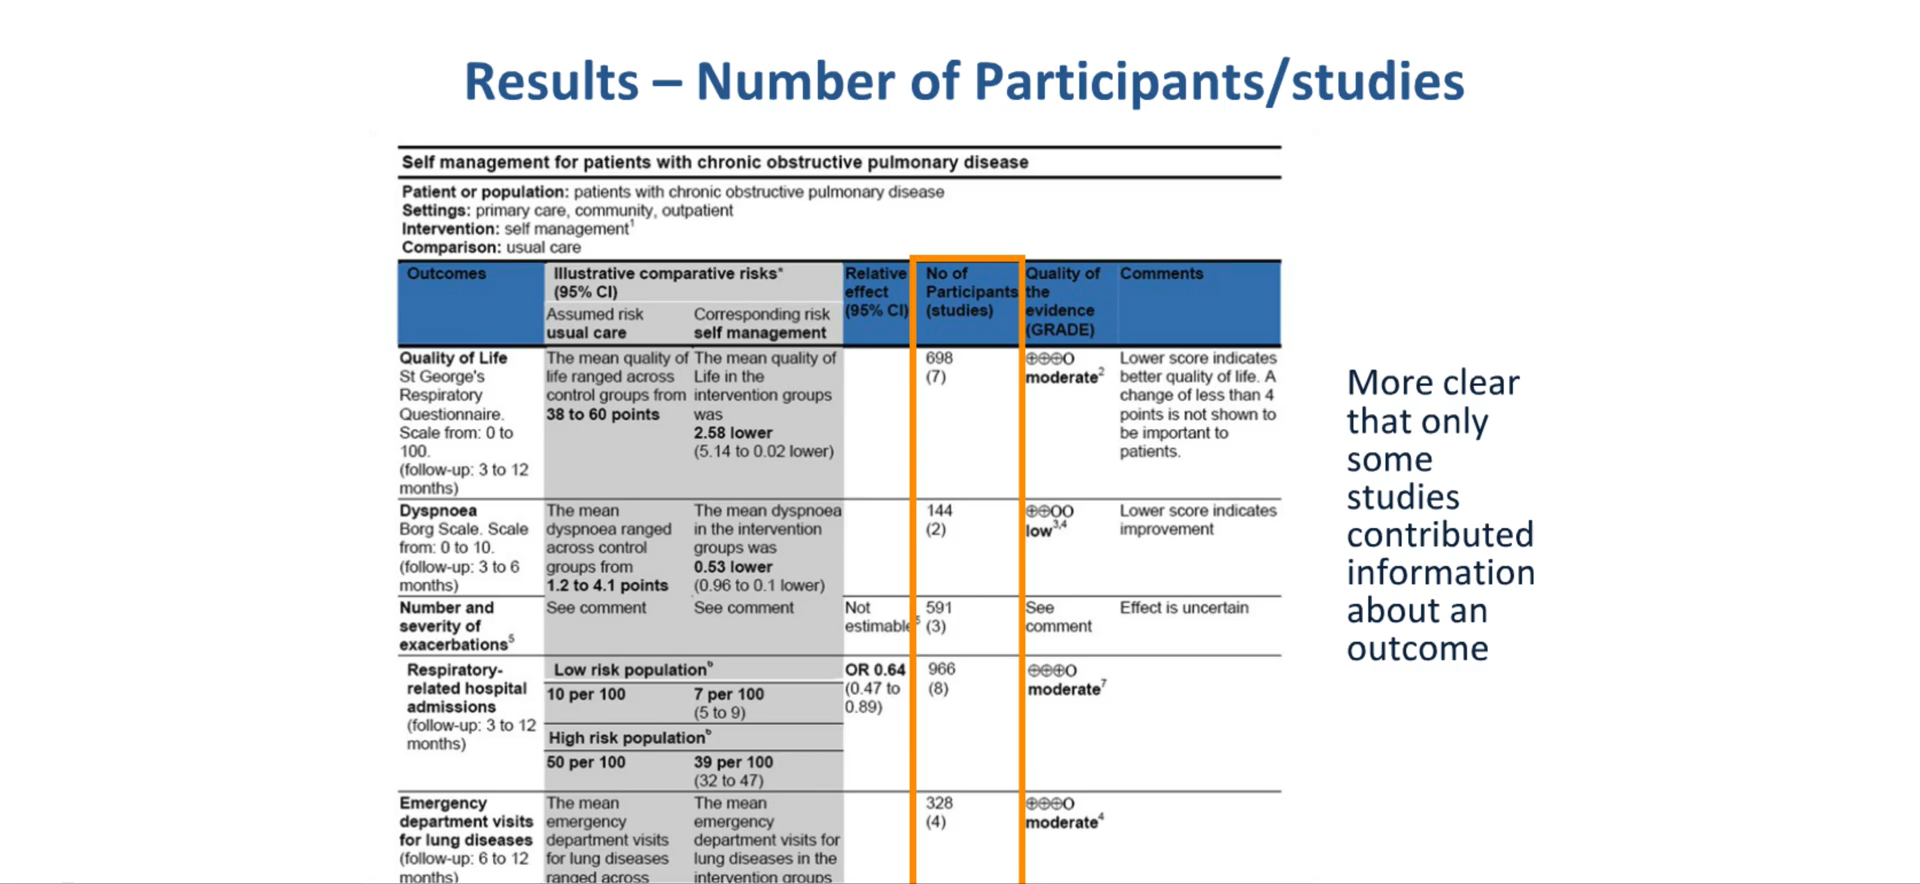 Results – Number of Participants/studies
Self management for patients with chronic obstructive pulmonary disease
Patient or population: patients with chronic obstructive pulmonary disease
Settings: primary care, community, outpatient
Intervention: self management¹
Comparison: usual care
Outcomes
Illustrative comparative risks*
(95% CI)
Assumed risk
usual care
Corresponding risk
self management
Relative
effect
(95% CI)
No of
Participants
(studies)
Quality of
the
evidence
(GRADE)
Comments
Quality of Life
St George's
Respiratory
Questionnaire.
Scale from: 0 to
100.
(follow-up: 3 to 12
months)
The mean quality of
life ranged across
control groups from
38 to 60 points
The mean quality of
Life in the
intervention groups
was
2.58 lower
(5.14 to 0.02 lower)
698
(7)
⊕⊕⊕O
moderate²
Lower score indicates
better quality of life. A
change of less than 4
points is not shown to
be important to
patients.
Dyspnoea
Borg Scale. Scale
from: 0 to 10.
(follow-up: 3 to 6
months)
The mean
dyspnoea ranged
across control
groups from
1.2 to 4.1 points
The mean dyspnoea
in the intervention
groups was
0.53 lower
(0.96 to 0.1 lower)
144
(2)
⊕⊕OO
low³,⁴
Lower score indicates
improvement
Number and
severity of
exacerbations⁵
See comment
See comment
Not
estimable⁵
591
(3)
See
comment
Effect is uncertain
Respiratory-
related hospital
admissions
(follow-up: 3 to 12
months)
Low risk population⁶
10 per 100
7 per 100
(5 to 9)
High risk population⁶
50 per 100
39 per 100
(32 to 47)
OR 0.64
(0.47 to
0.89)
966
(8)
⊕⊕⊕O
moderate⁷
Emergency
department visits
for lung diseases
(follow-up: 6 to 12
months)
The mean
emergency
department visits
for lung diseases
ranged across
The mean
emergency
department visits for
lung diseases in the
intervention groups
328
(4)
⊕⊕⊕O
moderate⁴
More clear
that only
some
studies
contributed
information
about an
outcome